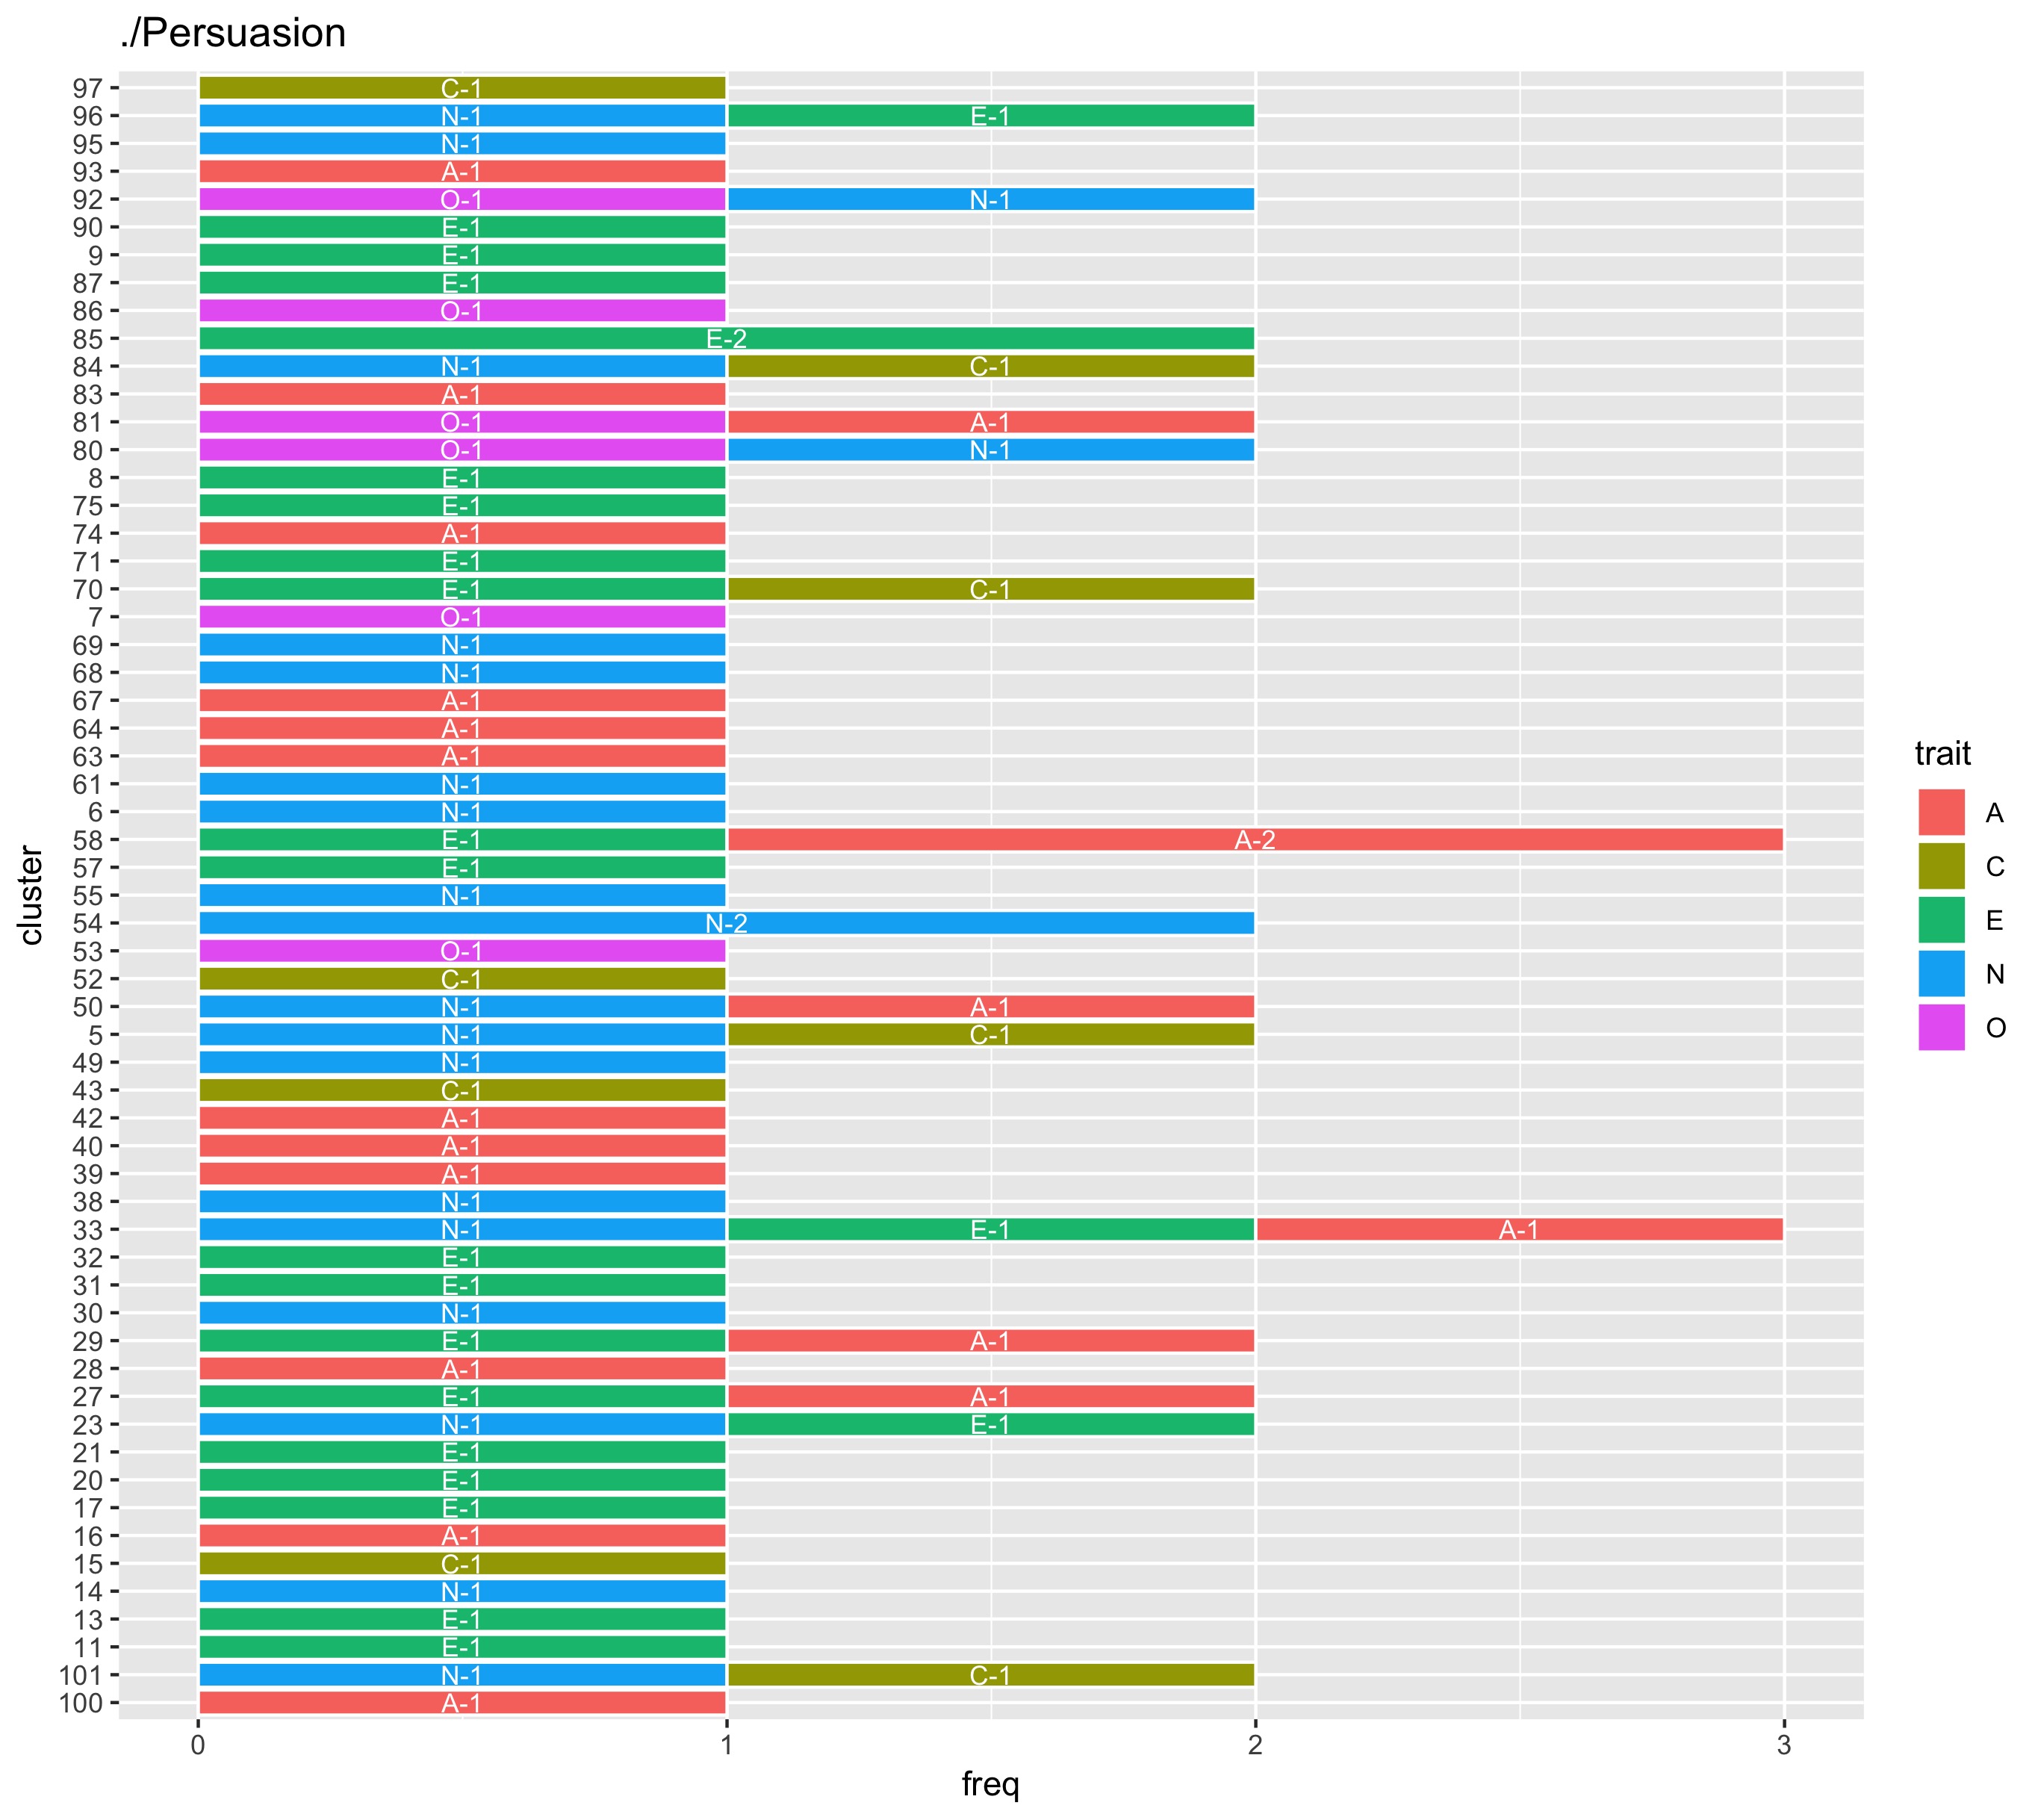 ./Persuasion
97 C-1
96 N-1 E-1
95 N-1
93 A-1
92 O-1 N-1
90 E-1
9 E-1
87 E-1
86 O-1
85 E-2
84 N-1 C-1
83 A-1
81 O-1 A-1
80 O-1 N-1
8 E-1
75 E-1
74 A-1
71 E-1
70 E-1 C-1
7 O-1
69 N-1
68 N-1
67 A-1
64 A-1
63 A-1
61 N-1
6 N-1
58 E-1 A-2
57 E-1
55 N-1
54 N-2
53 O-1
52 C-1
50 N-1 A-1
5 N-1 C-1
49 N-1
43 C-1
42 A-1
40 A-1
39 A-1
38 N-1
33 N-1 E-1 A-1
32 E-1
31 E-1
30 N-1
29 E-1 A-1
28 A-1
27 E-1 A-1
23 N-1 E-1
21 E-1
20 E-1
17 E-1
16 A-1
15 C-1
14 N-1
13 E-1
11 E-1
101 N-1 C-1
100 A-1
0 1 2 3
freq
cluster
trait
A
C
E
N
O